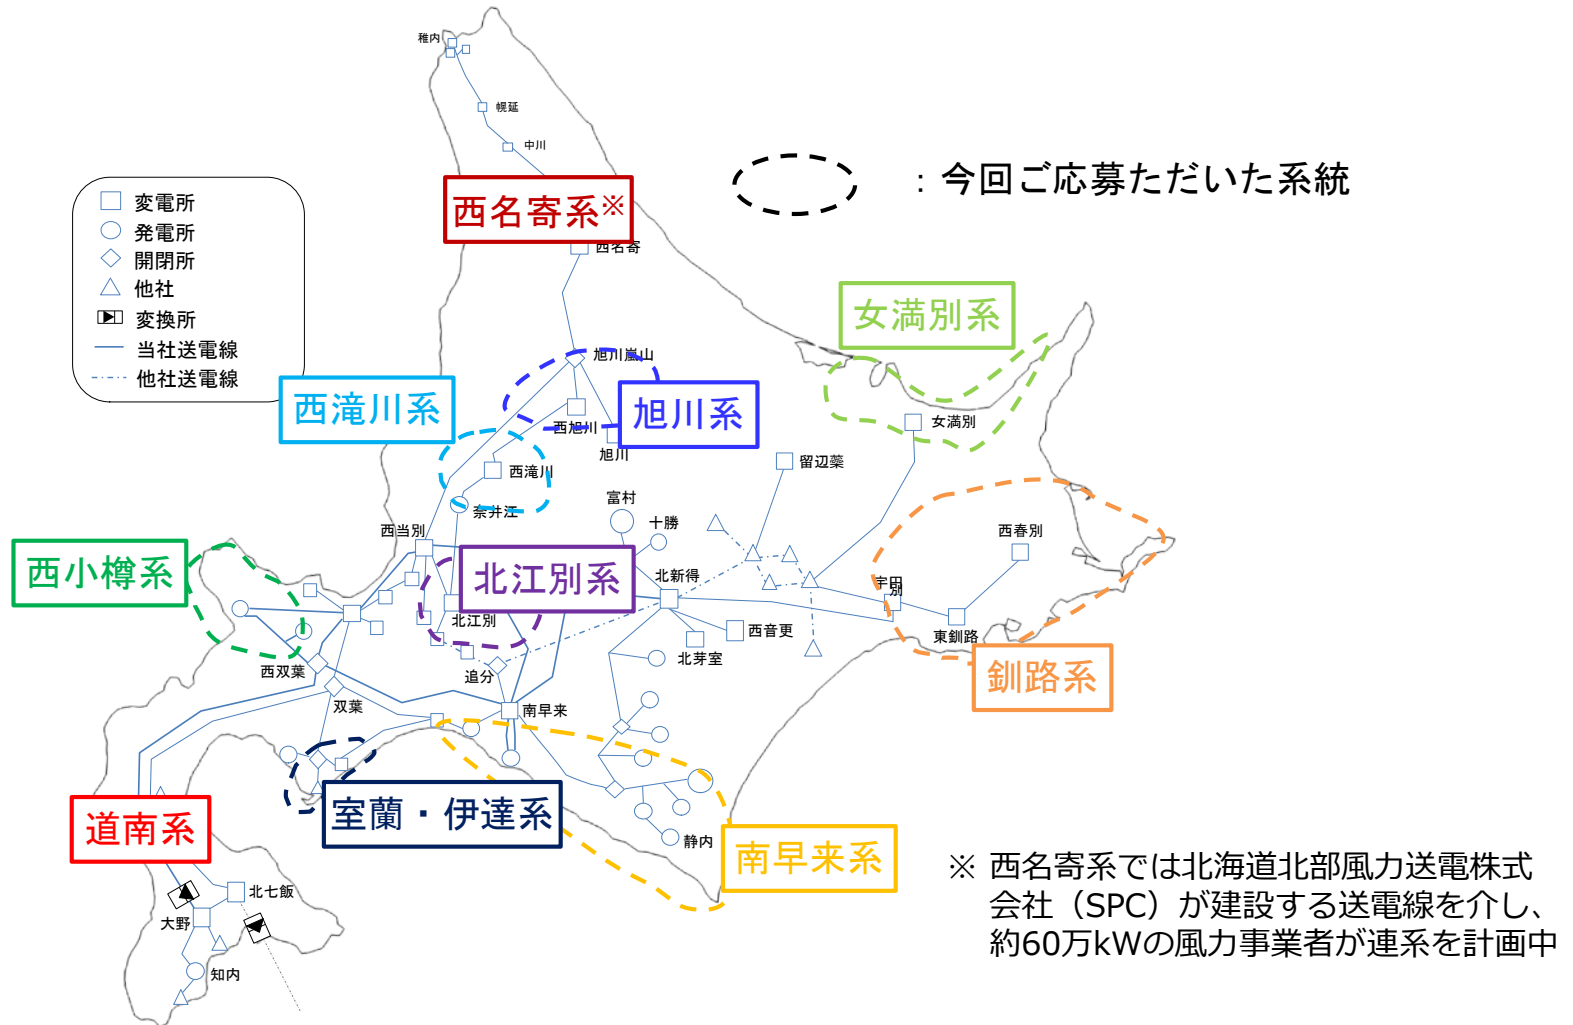 稚内
幌延
中川
西名寄系※
：今回ご応募ただいた系統
変電所
発電所
開閉所
他社
変換所
当社送電線
他社送電線
西名寄
女満別系
旭川嵐山
西滝川系
旭川系
西旭川
旭川
女満別
西滝川
留辺蘂
奈井江
富村
十勝
西当別
西春別
西小樽系
北江別系
北新得
宇円別
北江別
西音更
東釧路
北芽室
西双葉
追分
釧路系
双葉
南早来
室蘭・伊達系
道南系
静内
南早来系
北七飯
大野
知内
※ 西名寄系では北海道北部風力送電株式
会社（SPC）が建設する送電線を介し、
約60万kWの風力事業者が連系を計画中